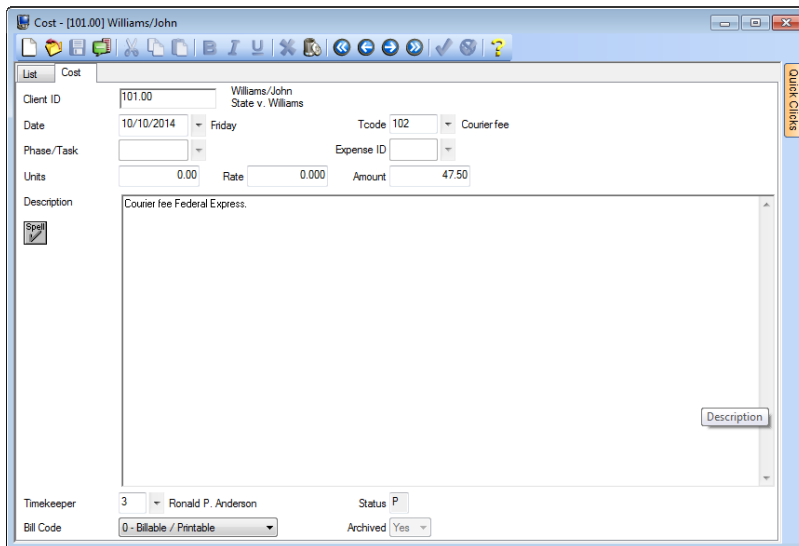 Cost - [101.00] Williams/John
B I U
List Cost
Quick Clicks
Client ID 101.00 Williams/John
State v. Williams
Date 10/10/2014 Friday Tcode 102 Courier fee
Phase/Task Expense ID
Units 0.00 Rate 0.000 Amount 47.50
Description Courier fee Federal Express.
Spell
Description
Timekeeper 3 Ronald P. Anderson Status P
Bill Code 0 - Billable / Printable Archived Yes